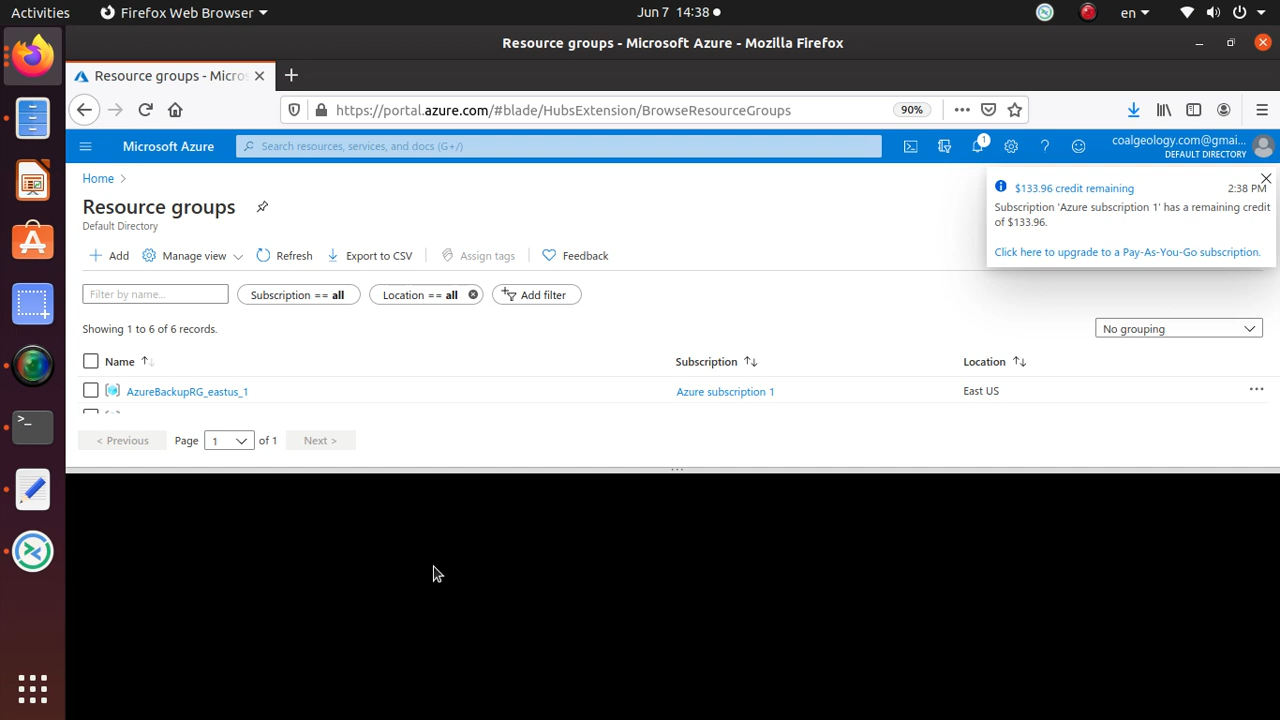 Activities Firefox Web Browser Jun 7 14:38 en
Resource groups - Microsoft Azure - Mozilla Firefox
Resource groups - Micros
https://portal.azure.com/#blade/HubsExtension/BrowseResourceGroups 90%
Microsoft Azure Search resources, services, and docs (G+/) 1 coalgeology.com@gmai...
DEFAULT DIRECTORY
Home
$133.96 credit remaining 2:38 PM
Subscription 'Azure subscription 1' has a remaining credit
of $133.96.
Click here to upgrade to a Pay-As-You-Go subscription.
Resource groups
Default Directory
Add Manage view Refresh Export to CSV Assign tags Feedback
Filter by name... Subscription == all Location == all Add filter
Showing 1 to 6 of 6 records. No grouping
Name Subscription Location
AzureBackupRG_eastus_1 Azure subscription 1 East US
< Previous Page 1 of 1 Next >